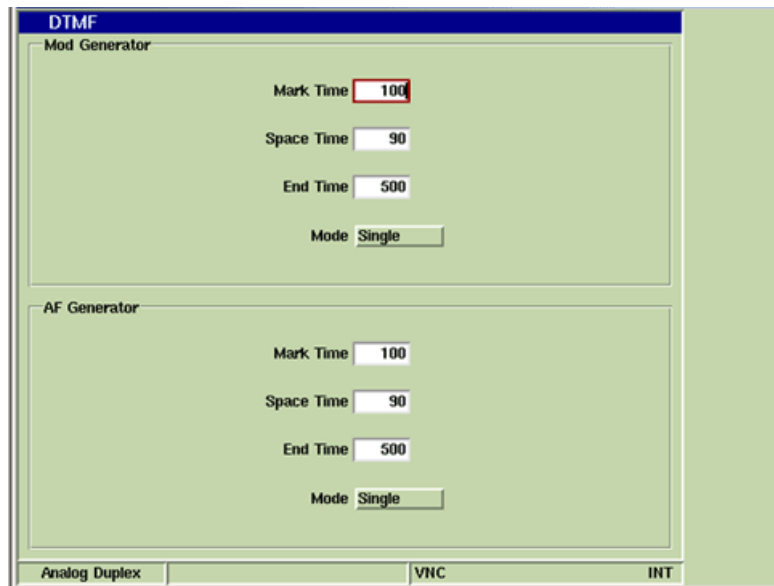 DTMF
Mod Generator
Mark Time 100
Space Time 90
End Time 500
Mode Single
AF Generator
Mark Time 100
Space Time 90
End Time 500
Mode Single
Analog Duplex VNC INT